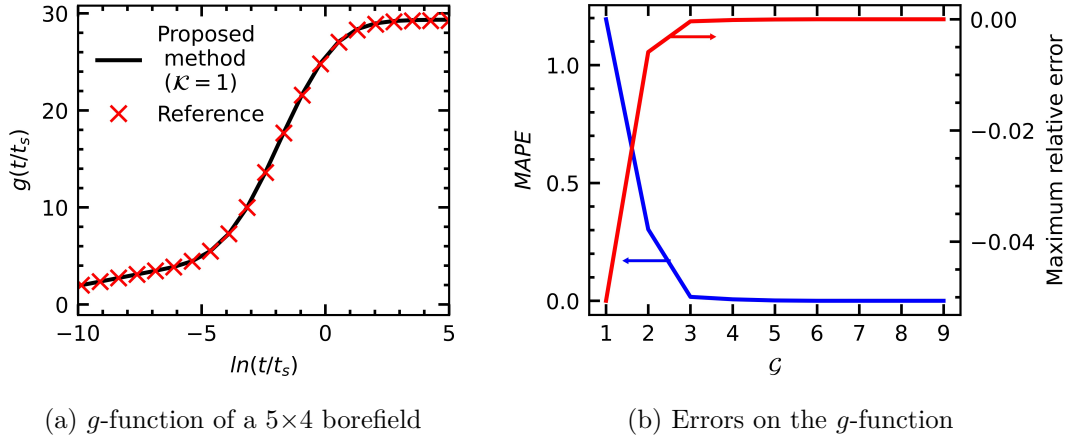 30
20
10
0
g(t/t_s)
Proposed
method
(𝒦 = 1)
Reference
−10
−5
0
5
ln(t/t_s)
(a) g-function of a 5×4 borefield
1.0
0.5
0.0
MAPE
0.00
−0.02
−0.04
Maximum relative error
1 2 3 4 5 6 7 8 9
𝒢
(b) Errors on the g-function